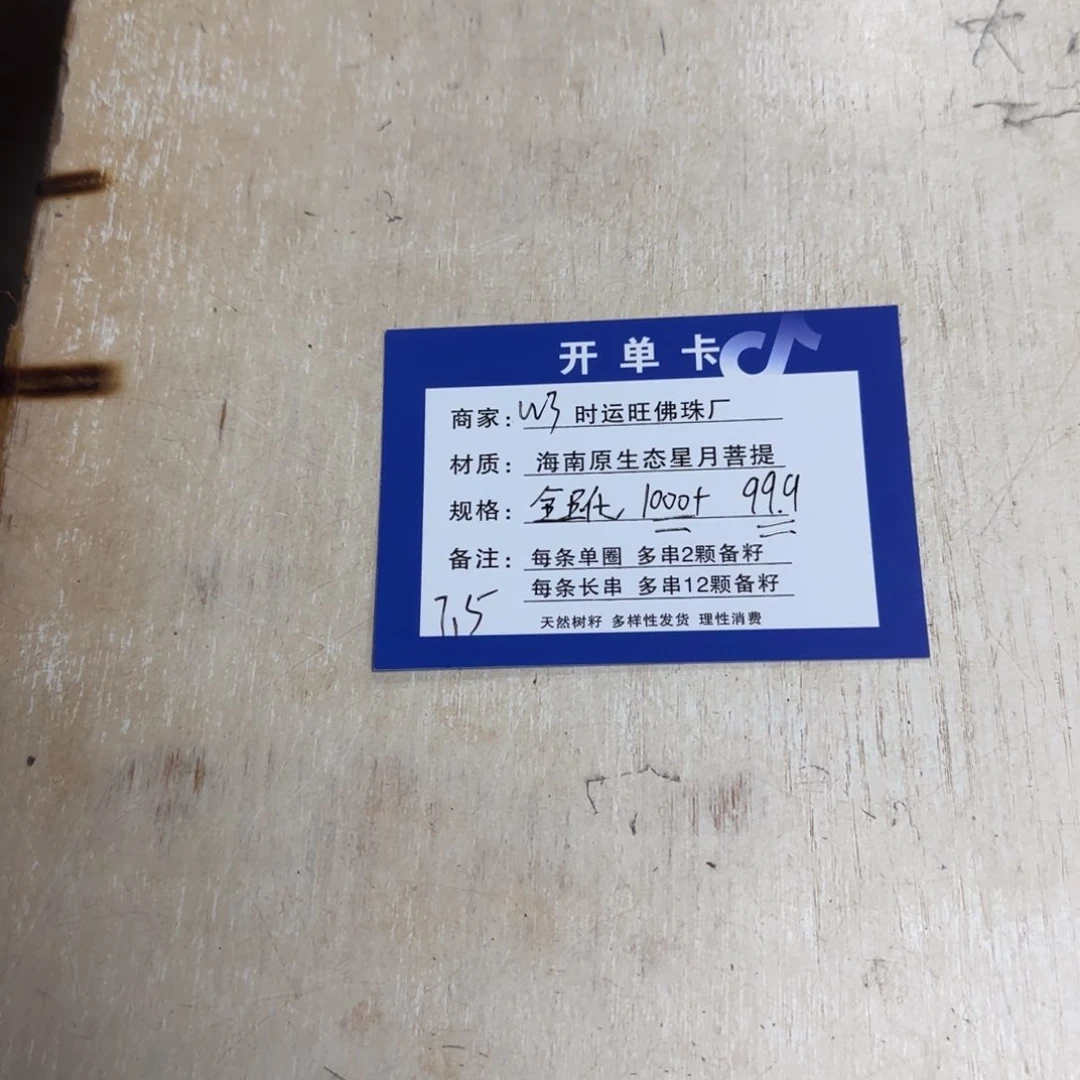 开单卡
商家：W3 时运旺佛珠厂
材质：海南原生态星月菩提
规格：1000+ 99.9
备注：每条单圈 多串2颗备籽
每条长串 多串12颗备籽
7.5
天然树籽 多样性发货 理性消费